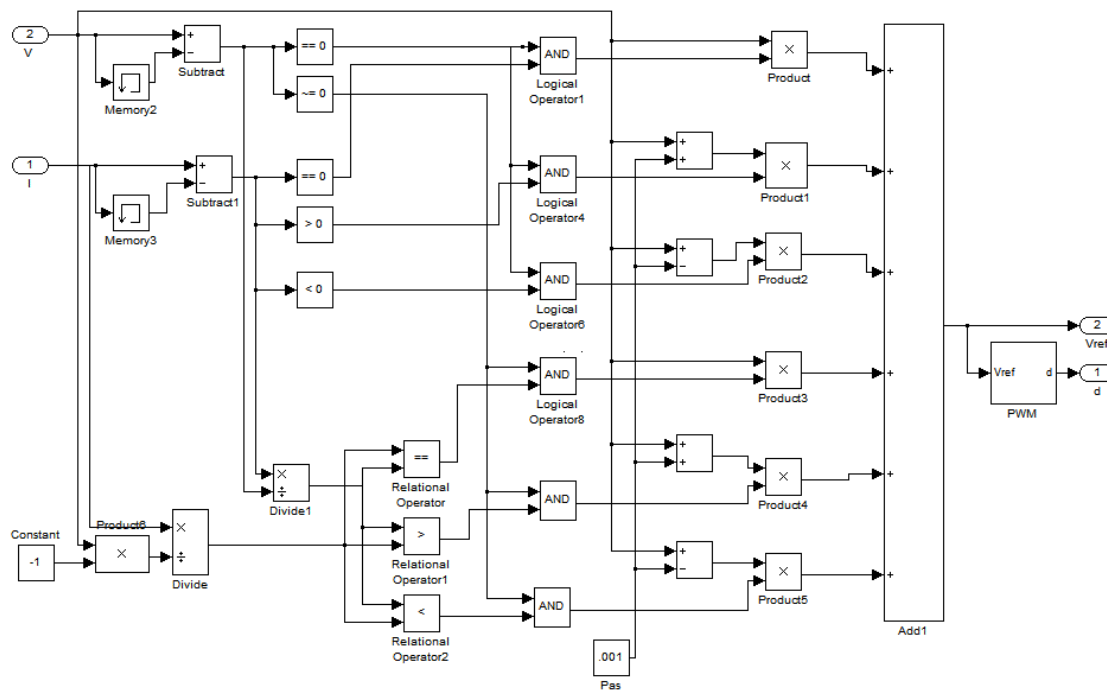 2
V
+
−
Subtract
Memory2
== 0
~= 0
AND
Logical
Operator1
×
Product
+
1
I
+
−
Subtract1
Memory3
== 0
> 0
< 0
AND
Logical
Operator4
+
+
×
Product1
+
AND
Logical
Operator6
+
−
×
Product2
+
AND
Logical
Operator8
×
Product3
+
2
Vref
Vref d
PWM
1
d
×
÷
Divide1
==
Relational
Operator
+
+
×
Product4
+
AND
Constant
-1
Product6
×
×
÷
Divide
>
Relational
Operator1
<
Relational
Operator2
AND
+
−
×
Product5
+
Add1
.001
Pas